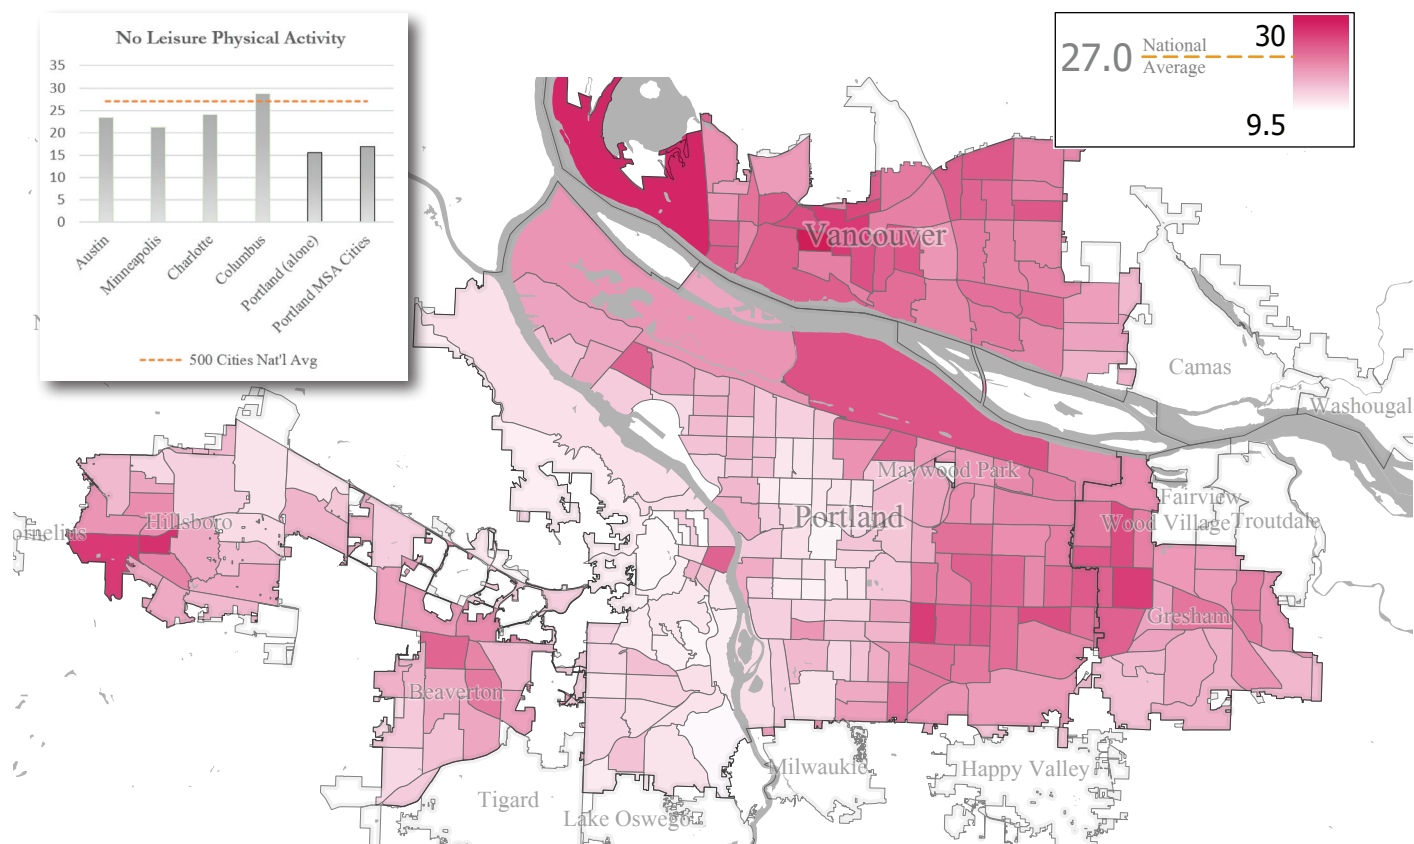 No Leisure Physical Activity
35
30
25
20
15
10
5
0
Austin
Minneapolis
Charlotte
Columbus
Portland (alone)
Portland MSA Cities
500 Cities Nat'l Avg
27.0
National
Average
30
9.5
Vancouver
Camas
Washougal
Maywood Park
Fairview
Portland
Wood Village
Troutdale
ornelius
Hillsboro
Gresham
Beaverton
Milwaukie
Happy Valley
Tigard
Lake Oswego